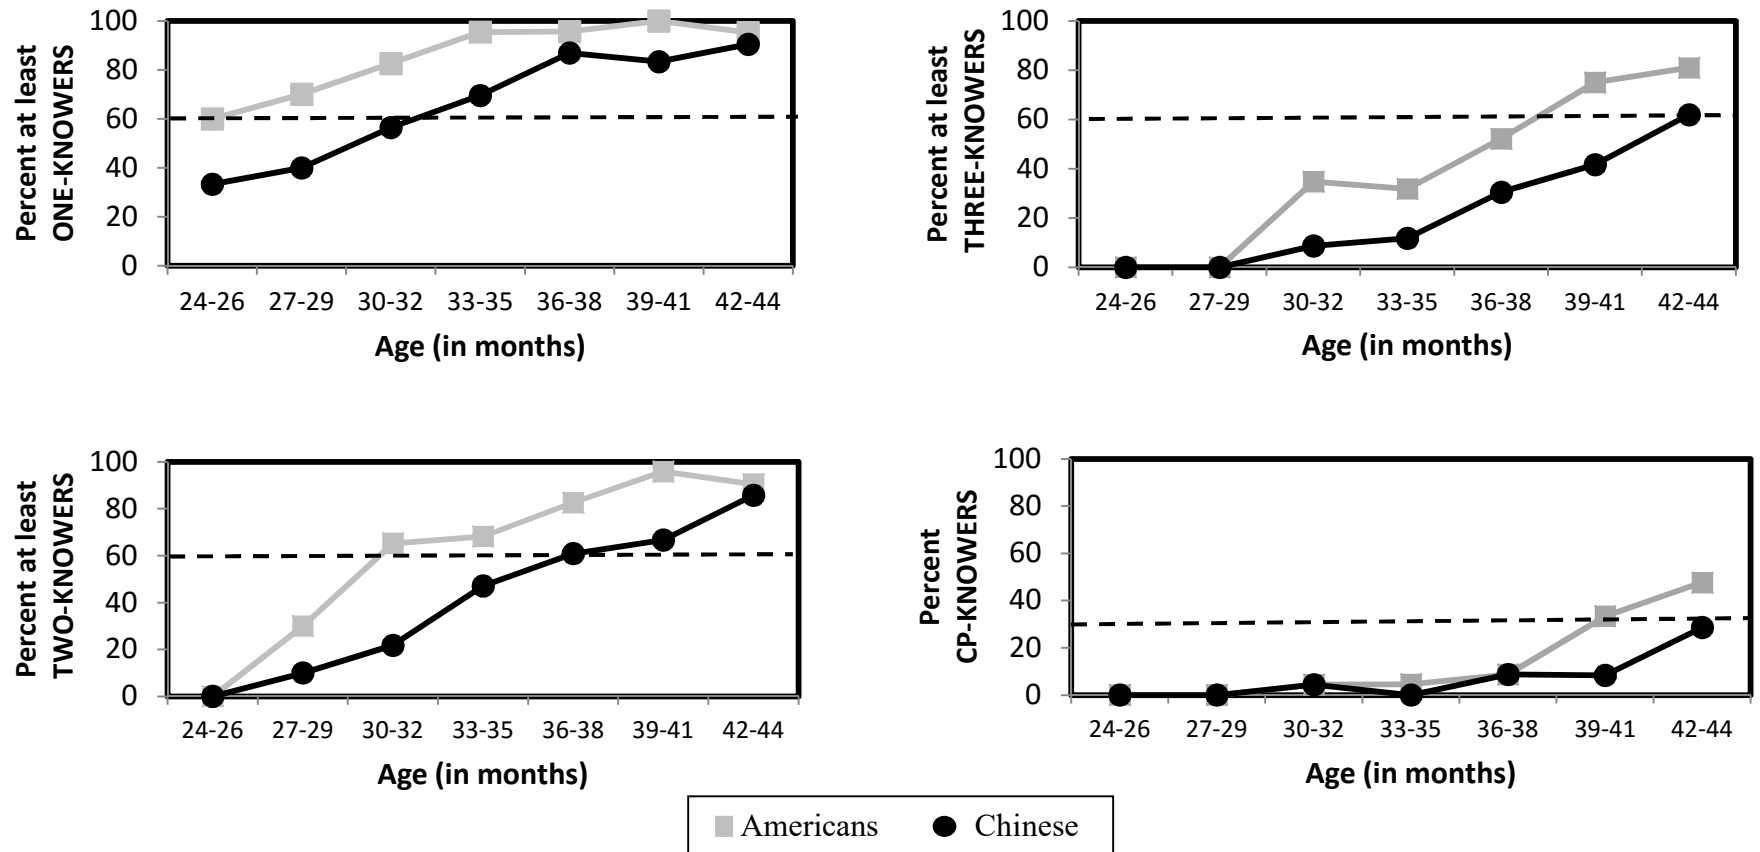 Percent at least
ONE-KNOWERS
100
80
60
40
20
0
24-26 27-29 30-32 33-35 36-38 39-41 42-44
Age (in months)
Percent at least
THREE-KNOWERS
100
80
60
40
20
0
24-26 27-29 30-32 33-35 36-38 39-41 42-44
Age (in months)
Percent at least
TWO-KNOWERS
100
80
60
40
20
0
24-26 27-29 30-32 33-35 36-38 39-41 42-44
Age (in months)
Percent
CP-KNOWERS
100
80
60
40
20
0
24-26 27-29 30-32 33-35 36-38 39-41 42-44
Age (in months)
Americans Chinese